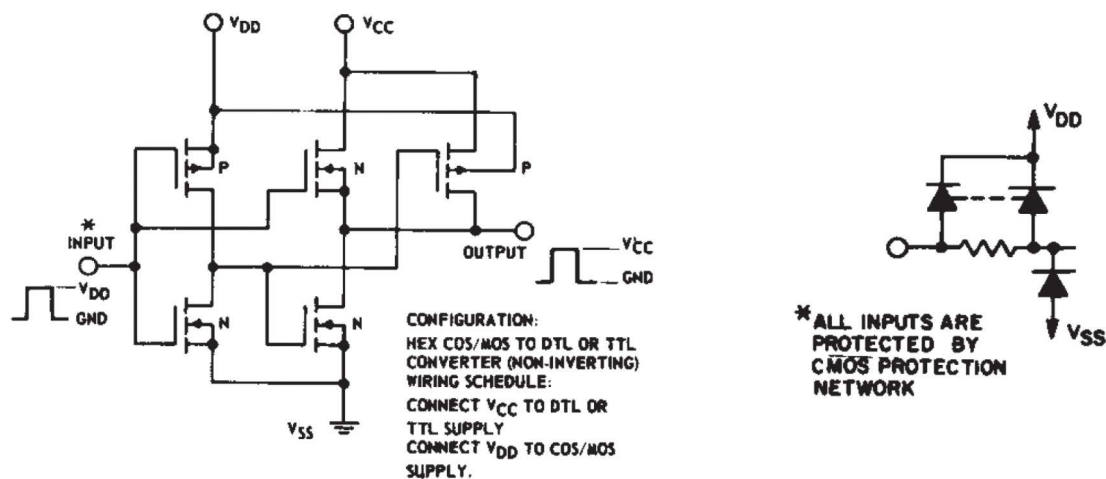 VDD
VCC
P
N
P
*
INPUT
VDD
GND
OUTPUT
VCC
GND
N
N
VSS
CONFIGURATION:
HEX COS/MOS TO DTL OR TTL
CONVERTER (NON-INVERTING)
WIRING SCHEDULE:
CONNECT VCC TO DTL OR
TTL SUPPLY
CONNECT VDD TO COS/MOS
SUPPLY.
VDD
VSS
*ALL INPUTS ARE
PROTECTED BY
CMOS PROTECTION
NETWORK